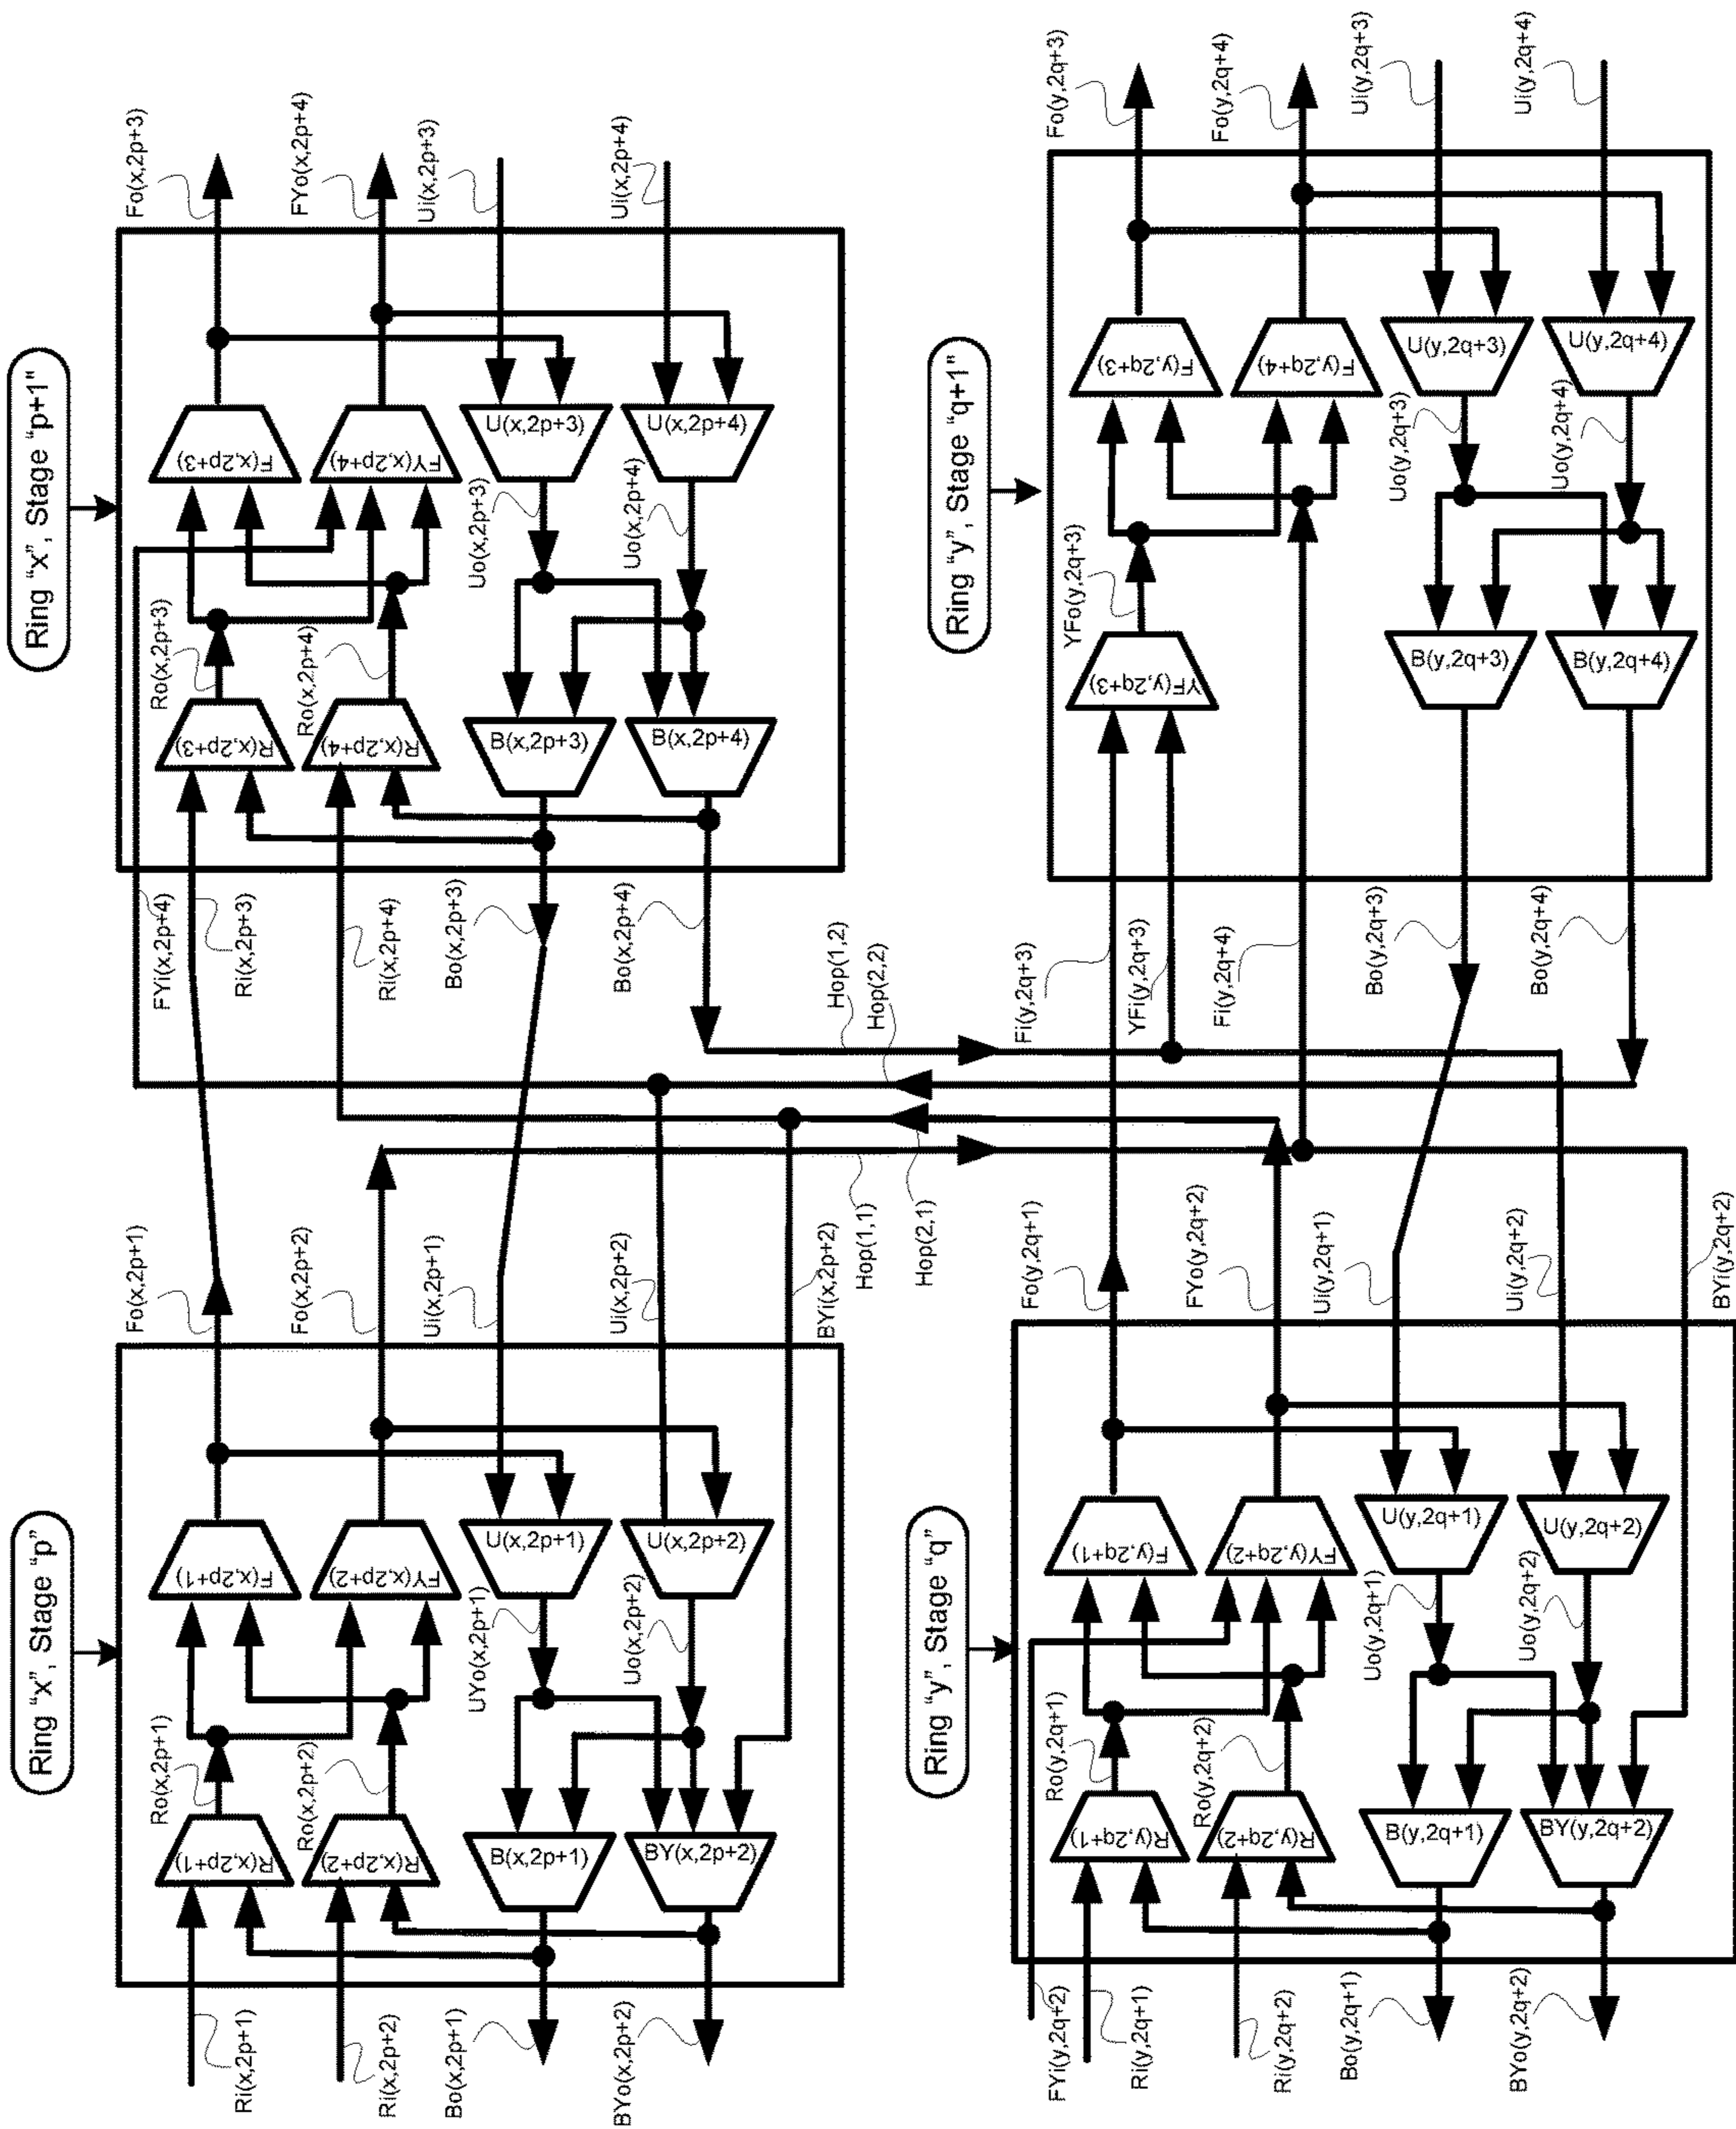 Ring "x", Stage "p"
Ri(x,2p+1)
Ri(x,2p+2)
Bo(x,2p+1)
BYo(x,2p+2)
R(x,2p+1)
R(x,2p+2)
Ro(x,2p+1)
Ro(x,2p+2)
F(x,2p+1)
FY(x,2p+2)
U(x,2p+1)
U(x,2p+2)
UYo(x,2p+1)
Uo(x,2p+2)
B(x,2p+1)
BY(x,2p+2)
Fo(x,2p+1)
Fo(x,2p+2)
Ui(x,2p+1)
Ui(x,2p+2)
BYi(x,2p+2)
Ring "x", Stage "p+1"
FYi(x,2p+4)
Ri(x,2p+3)
Ri(x,2p+4)
Bo(x,2p+3)
Bo(x,2p+4)
R(x,2p+3)
R(x,2p+4)
Ro(x,2p+3)
Ro(x,2p+4)
F(x,2p+3)
FY(x,2p+4)
U(x,2p+3)
U(x,2p+4)
Uo(x,2p+3)
Uo(x,2p+4)
B(x,2p+3)
B(x,2p+4)
Fo(x,2p+3)
FYo(x,2p+4)
Ui(x,2p+3)
Ui(x,2p+4)
Hop(1,1)
Hop(2,1)
Hop(1,2)
Hop(2,2)
Ring "y", Stage "q"
FYi(y,2q+2)
Ri(y,2q+1)
Ri(y,2q+2)
Bo(y,2q+1)
BYo(y,2q+2)
R(y,2q+1)
R(y,2q+2)
Ro(y,2q+1)
Ro(y,2q+2)
F(y,2q+1)
FY(y,2q+2)
U(y,2q+1)
U(y,2q+2)
Uo(y,2q+1)
Uo(y,2q+2)
B(y,2q+1)
BY(y,2q+2)
Fo(y,2q+1)
FYo(y,2q+2)
Ui(y,2q+1)
Ui(y,2q+2)
BYi(y,2q+2)
Ring "y", Stage "q+1"
Fi(y,2q+3)
YFi(y,2q+3)
Fi(y,2q+4)
Bo(y,2q+3)
Bo(y,2q+4)
YF(y,2q+3)
YFo(y,2q+3)
F(y,2q+3)
F(y,2q+4)
U(y,2q+3)
U(y,2q+4)
Uo(y,2q+3)
Uo(y,2q+4)
B(y,2q+3)
B(y,2q+4)
Fo(y,2q+3)
Fo(y,2q+4)
Ui(y,2q+3)
Ui(y,2q+4)